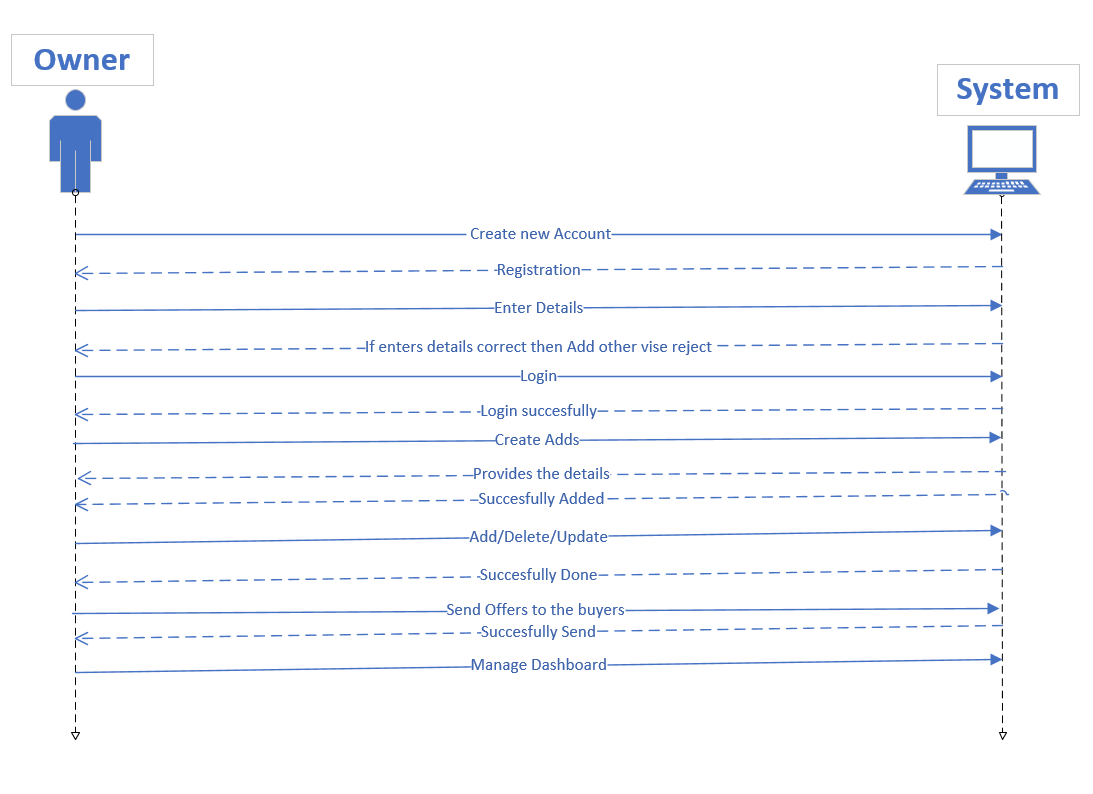 Owner
System
Create new Account
Registration
Enter Details
If enters details correct then Add other vise reject
Login
Login succesfully
Create Adds
Provides the details
Succesfully Added
Add/Delete/Update
Succesfully Done
Send Offers to the buyers
Succesfully Send
Manage Dashboard